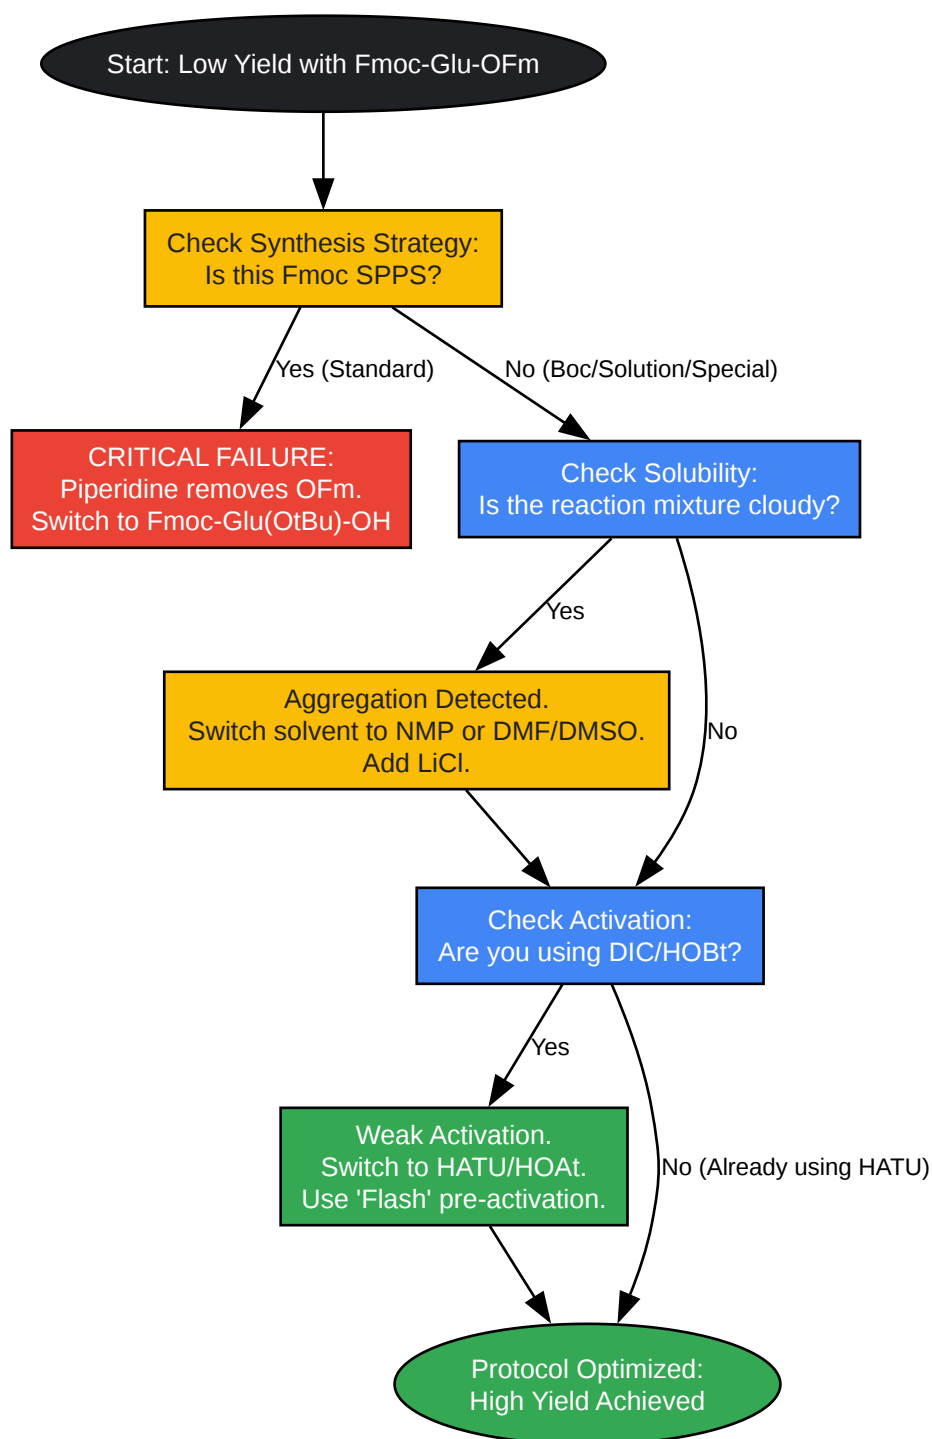 Start: Low Yield with Fmoc-Glu-OFm
Check Synthesis Strategy:
Is this Fmoc SPPS?
Yes (Standard)
No (Boc/Solution/Special)
CRITICAL FAILURE:
Piperidine removes OFm.
Switch to Fmoc-Glu(OtBu)-OH
Check Solubility:
Is the reaction mixture cloudy?
Yes
No
Aggregation Detected.
Switch solvent to NMP or DMF/DMSO.
Add LiCl.
Check Activation:
Are you using DIC/HOBt?
Yes
No (Already using HATU)
Weak Activation.
Switch to HATU/HOAt.
Use 'Flash' pre-activation.
Protocol Optimized:
High Yield Achieved